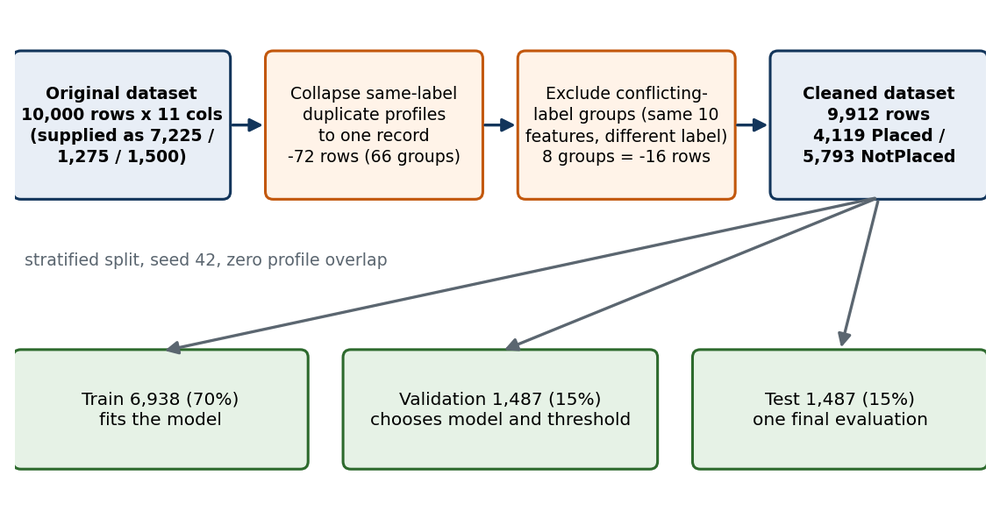 Original dataset
10,000 rows x 11 cols
(supplied as 7,225 /
1,275 / 1,500)
Collapse same-label
duplicate profiles
to one record
-72 rows (66 groups)
Exclude conflicting-
label groups (same 10
features, different label)
8 groups = -16 rows
Cleaned dataset
9,912 rows
4,119 Placed /
5,793 NotPlaced
stratified split, seed 42, zero profile overlap
Train 6,938 (70%)
fits the model
Validation 1,487 (15%)
chooses model and threshold
Test 1,487 (15%)
one final evaluation